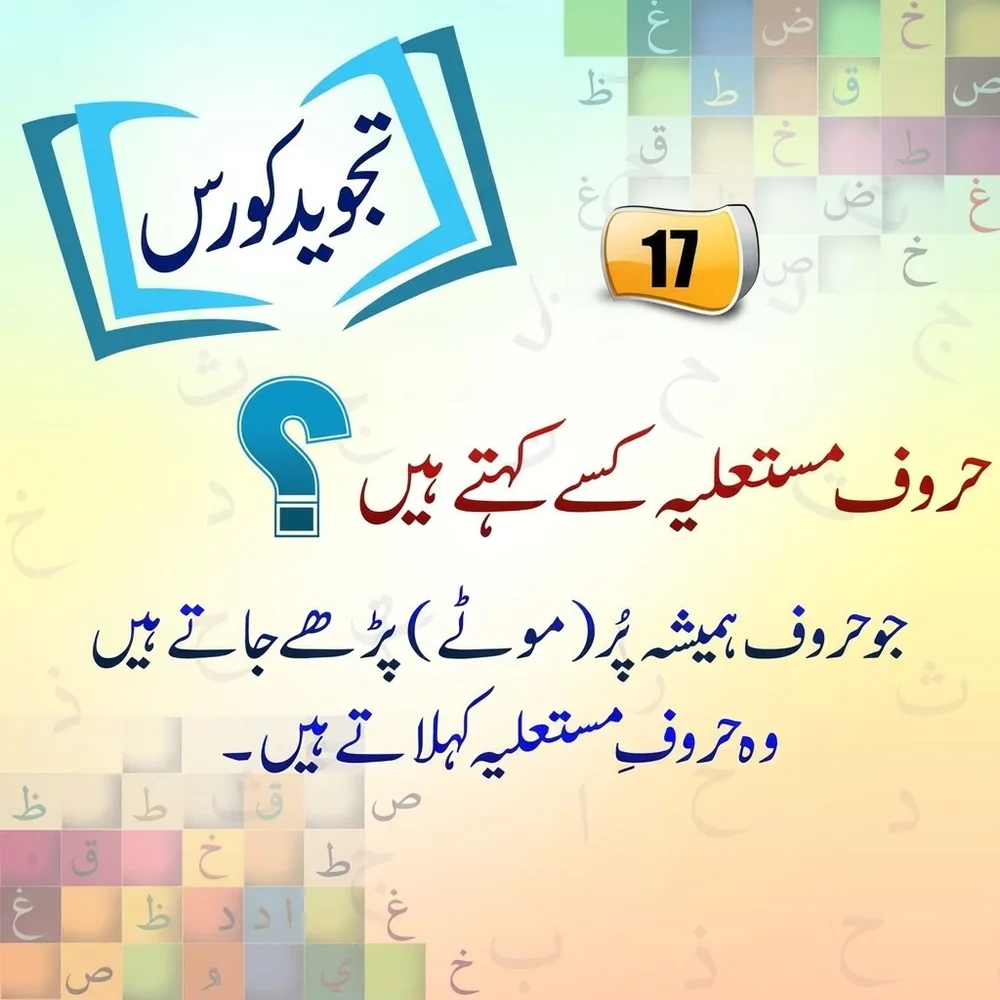 تجوید کورس
17
حروف مستعلیہ کسے کہتے ہیں ?
جو حروف ہمیشہ پُر (موٹے) پڑھے جاتے ہیں
وہ حروفِ مستعلیہ کہلاتے ہیں۔